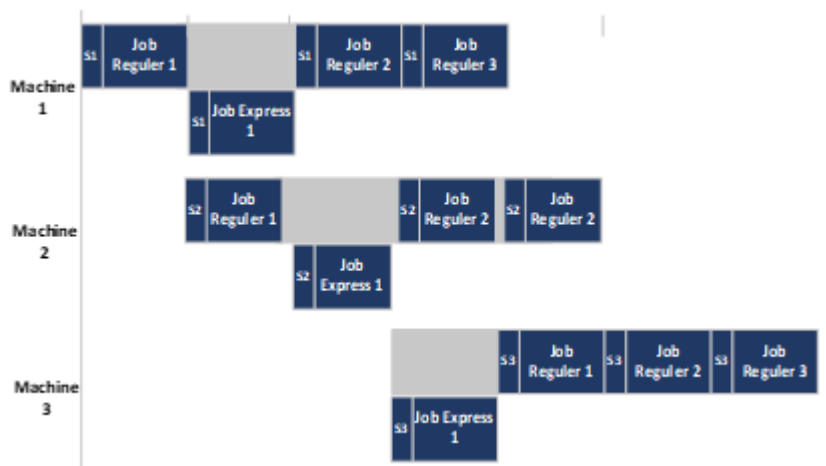 S1
Job
Reguler 1
S1
Job
Reguler 2
S1
Job
Reguler 3
Machine
1
S1
Job Express
1
S2
Job
Reguler 1
S2
Job
Reguler 2
S2
Job
Reguler 2
Machine
2
S2
Job
Express 1
S3
Job
Reguler 1
S3
Job
Reguler 2
S3
Job
Reguler 3
Machine
3
S3
Job Express
1